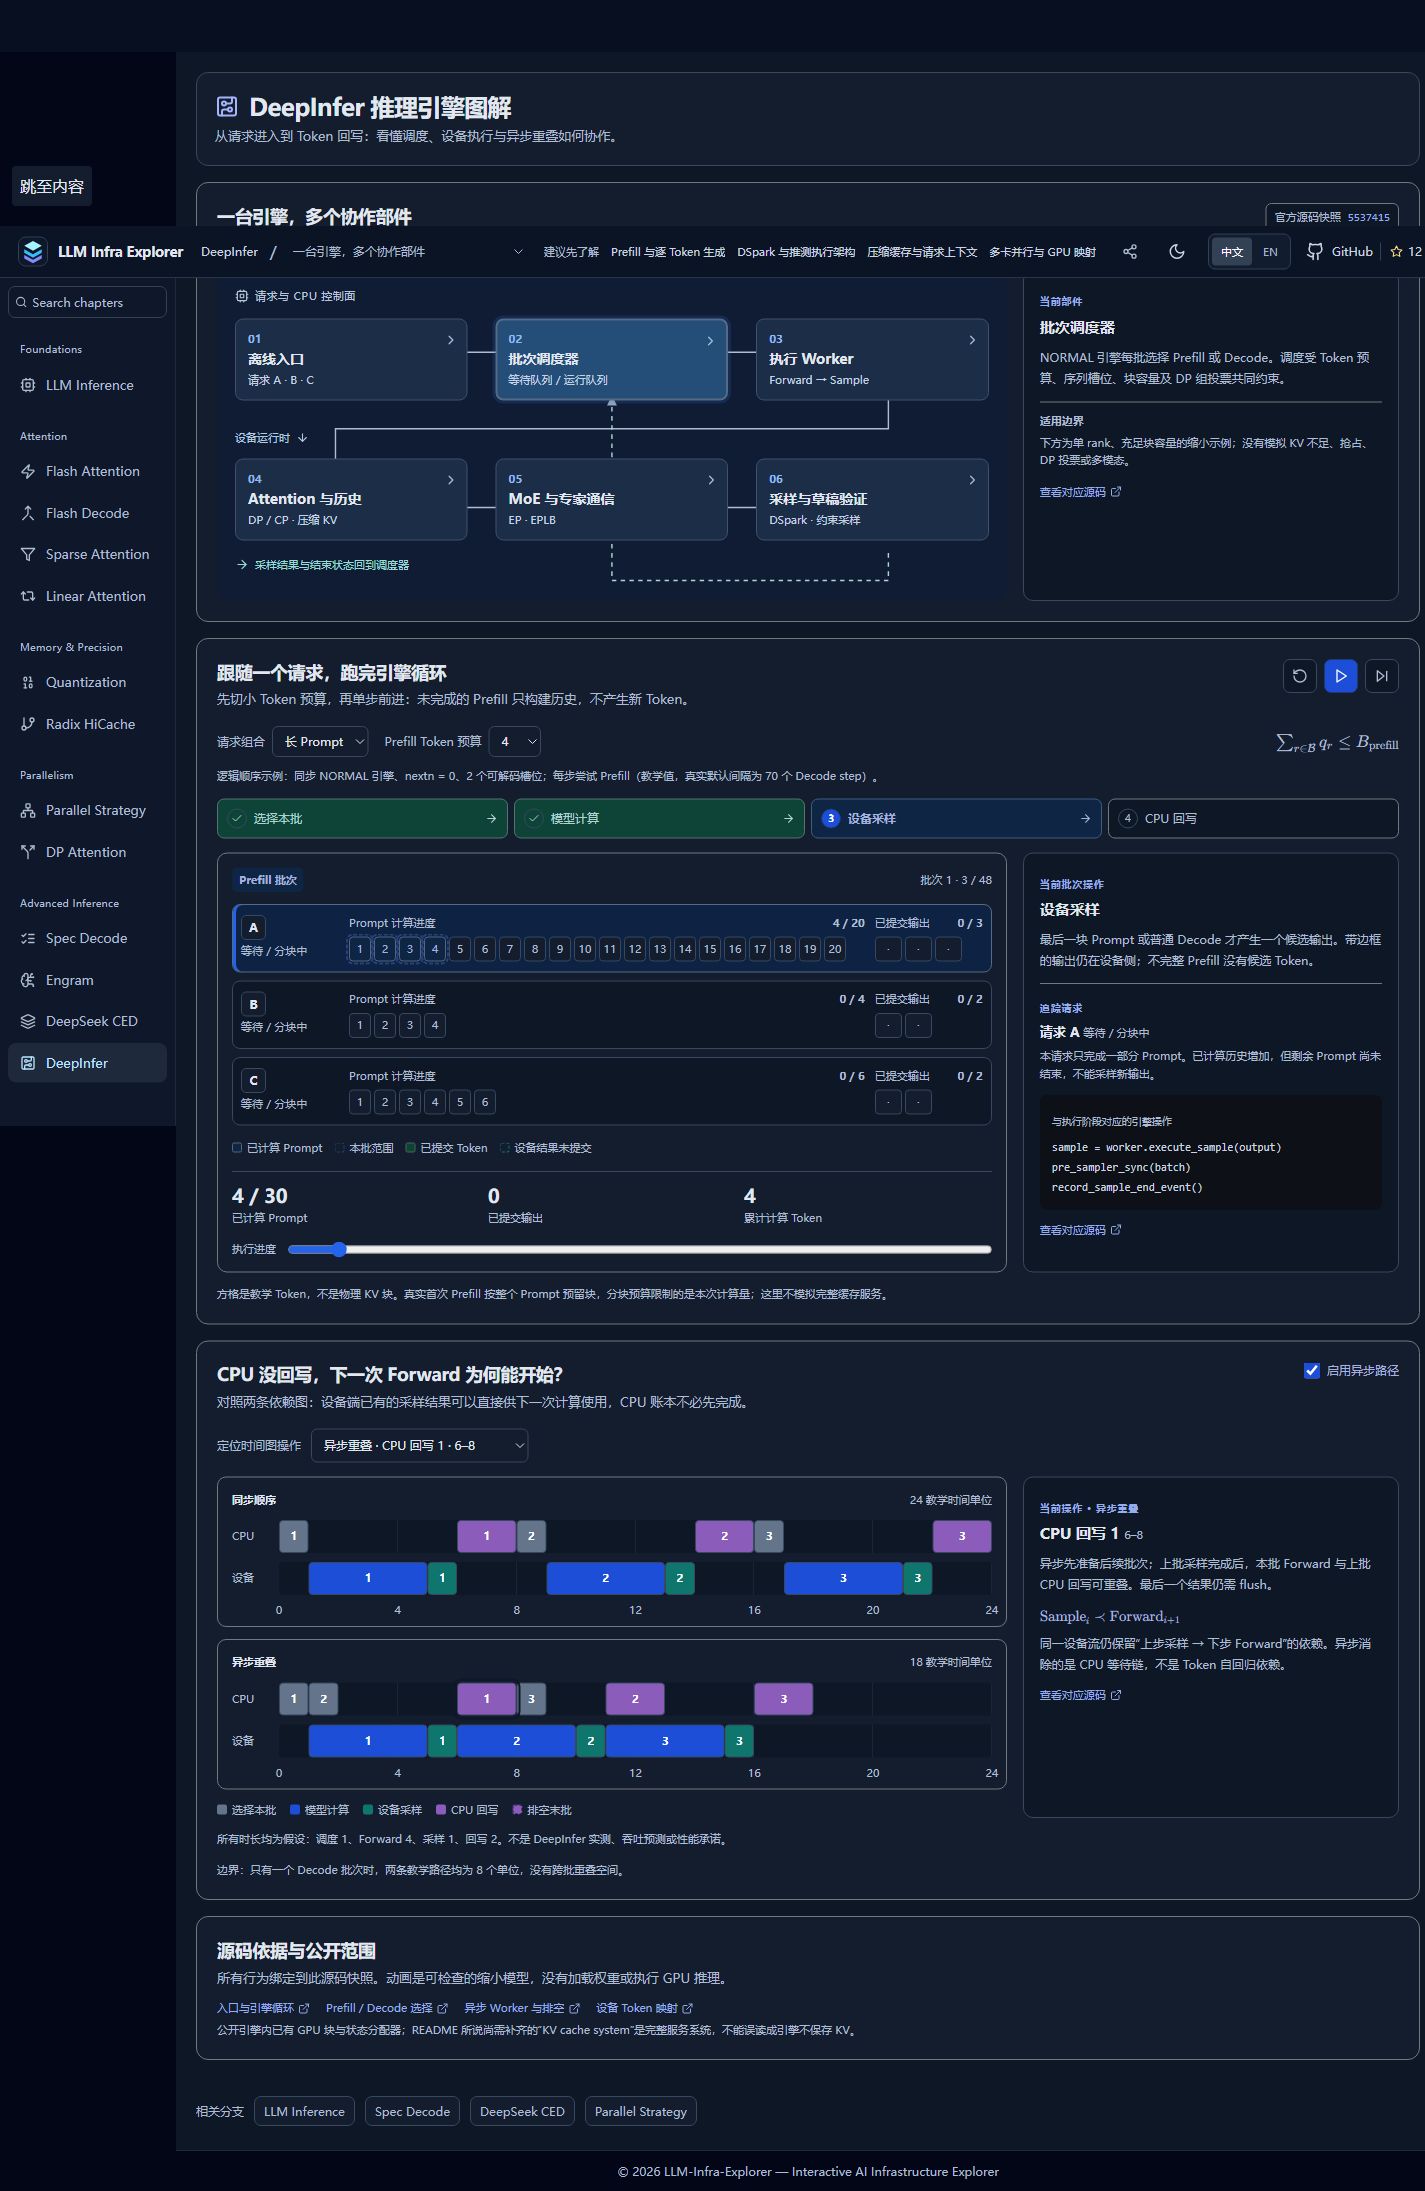 DeepInfer 推理引擎图解
从请求进入到 Token 回写：看懂调度、设备执行与异步重叠如何协作。
跳至内容
一台引擎，多个协作部件
官方源码快照 5537415
LLM Infra Explorer
DeepInfer / 一台引擎，多个协作部件
建议先了解 Prefill 与逐 Token 生成 DSpark 与推测执行架构 压缩缓存与请求上下文 多卡并行与 GPU 映射
中文 EN
GitHub 12
Search chapters
Foundations
LLM Inference
Attention
Flash Attention
Flash Decode
Sparse Attention
Linear Attention
Memory & Precision
Quantization
Radix HiCache
Parallelism
Parallel Strategy
DP Attention
Advanced Inference
Spec Decode
Engram
DeepSeek CED
DeepInfer
请求与 CPU 控制面
01
离线入口
请求 A · B · C
02
批次调度器
等待队列 / 运行队列
03
执行 Worker
Forward → Sample
设备运行时 ↓
04
Attention 与历史
DP / CP · 压缩 KV
05
MoE 与专家通信
EP · EPLB
06
采样与草稿验证
DSpark · 约束采样
→ 采样结果与结束状态回到调度器
当前部件
批次调度器
NORMAL 引擎每批选择 Prefill 或 Decode。调度受 Token 预
算、序列槽位、块容量及 DP 组投票共同约束。
适用边界
下方为单 rank、充足块容量的缩小示例；没有模拟 KV 不足、抢占、
DP 投票或多模态。
查看对应源码
跟随一个请求，跑完引擎循环
先切小 Token 预算，再单步前进：未完成的 Prefill 只构建历史，不产生新 Token。
请求组合 长 Prompt Prefill Token 预算 4
∑r∈B qr ≤ Bprefill
逻辑顺序示例：同步 NORMAL 引擎、nextn = 0、2 个可解码槽位；每步尝试 Prefill（教学值，真实默认间隔为 70 个 Decode step）。
选择本批 →
模型计算 →
3 设备采样 →
4 CPU 回写
Prefill 批次
批次 1 · 3 / 48
A
等待 / 分块中
Prompt 计算进度 4 / 20 已提交输出 0 / 3
1 2 3 4 5 6 7 8 9 10 11 12 13 14 15 16 17 18 19 20 · · ·
B
等待 / 分块中
Prompt 计算进度 0 / 4 已提交输出 0 / 2
1 2 3 4 · ·
C
等待 / 分块中
Prompt 计算进度 0 / 6 已提交输出 0 / 2
1 2 3 4 5 6 · ·
已计算 Prompt 本批范围 已提交 Token 设备结果未提交
4 / 30
已计算 Prompt
0
已提交输出
4
累计计算 Token
执行进度
当前批次操作
设备采样
最后一块 Prompt 或普通 Decode 才产生一个候选输出。带边框
的输出仍在设备侧；不完整 Prefill 没有候选 Token。
追踪请求
请求 A 等待 / 分块中
本请求只完成一部分 Prompt。已计算历史增加，但剩余 Prompt 尚未
结束，不能采样新输出。
与执行阶段对应的引擎操作
sample = worker.execute_sample(output)
pre_sampler_sync(batch)
record_sample_end_event()
查看对应源码
方格是教学 Token，不是物理 KV 块。真实首次 Prefill 按整个 Prompt 预留块，分块预算限制的是本次计算量；这里不模拟完整缓存服务。
CPU 没回写，下一次 Forward 为何能开始？
启用异步路径
对照两条依赖图：设备端已有的采样结果可以直接供下一次计算使用，CPU 账本不必先完成。
定位时间图操作 异步重叠 · CPU 回写 1 · 6–8
同步顺序
24 教学时间单位
CPU 1 1 2 2 3 3
设备 1 1 2 2 3 3
0 4 8 12 16 20 24
异步重叠
18 教学时间单位
CPU 1 2 1 3 2 3
设备 1 1 2 2 3 3
0 4 8 12 16 20 24
选择本批 模型计算 设备采样 CPU 回写 排空末批
所有时长均为假设：调度 1、Forward 4、采样 1、回写 2。不是 DeepInfer 实测、吞吐预测或性能承诺。
边界：只有一个 Decode 批次时，两条教学路径均为 8 个单位，没有跨批重叠空间。
当前操作 • 异步重叠
CPU 回写 1 6–8
异步先准备后续批次；上批采样完成后，本批 Forward 与上批
CPU 回写可重叠。最后一个结果仍需 flush。
Samplei ≺ Forwardi+1
同一设备流仍保留“上步采样 → 下步 Forward”的依赖。异步消
除的是 CPU 等待链，不是 Token 自回归依赖。
查看对应源码
源码依据与公开范围
所有行为绑定到此源码快照。动画是可检查的缩小模型，没有加载权重或执行 GPU 推理。
入口与引擎循环 Prefill / Decode 选择 异步 Worker 与排空 设备 Token 映射
公开引擎内已有 GPU 块与状态分配器；README 所说尚需补齐的“KV cache system”是完整服务系统，不能误读成引擎不保存 KV。
相关分支 LLM Inference Spec Decode DeepSeek CED Parallel Strategy
© 2026 LLM-Infra-Explorer — Interactive AI Infrastructure Explorer